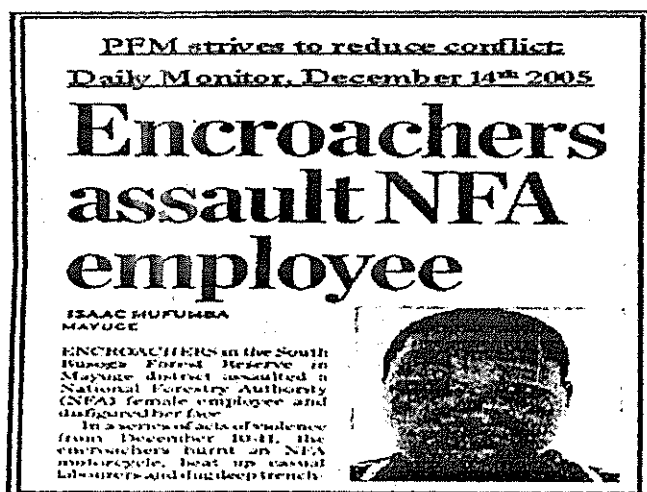 PFM strives to reduce conflict:
Daily Monitor, December 14th 2005
Encroachers
assault NFA
employee
ISAAC MUFUMBA
MAYUGE
ENCROACHERS in the South
Busoga Forest Reserve in
Mayuge district assaulted a
National Forestry Authority
(NFA) female employee and
disfigured her face
In a series of acts of violence
from December 10-11, the
encroachers burnt an NFA
motorcycle, beat up casual
labourers and dug deep trench-